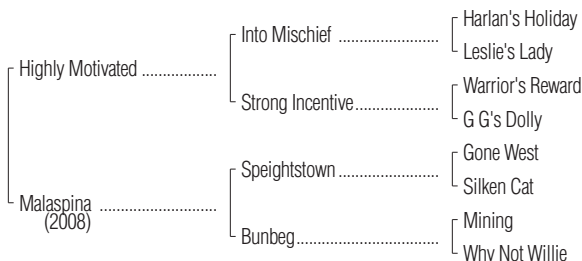 Harlan's Holiday
Into Mischief ........................
Leslie's Lady
Highly Motivated ..................
Warrior's Reward
Strong Incentive....................
G G's Dolly
Gone West
Speightstown ........................
Silken Cat
Malaspina ............................
(2008)
Mining
Bunbeg..................................
Why Not Willie